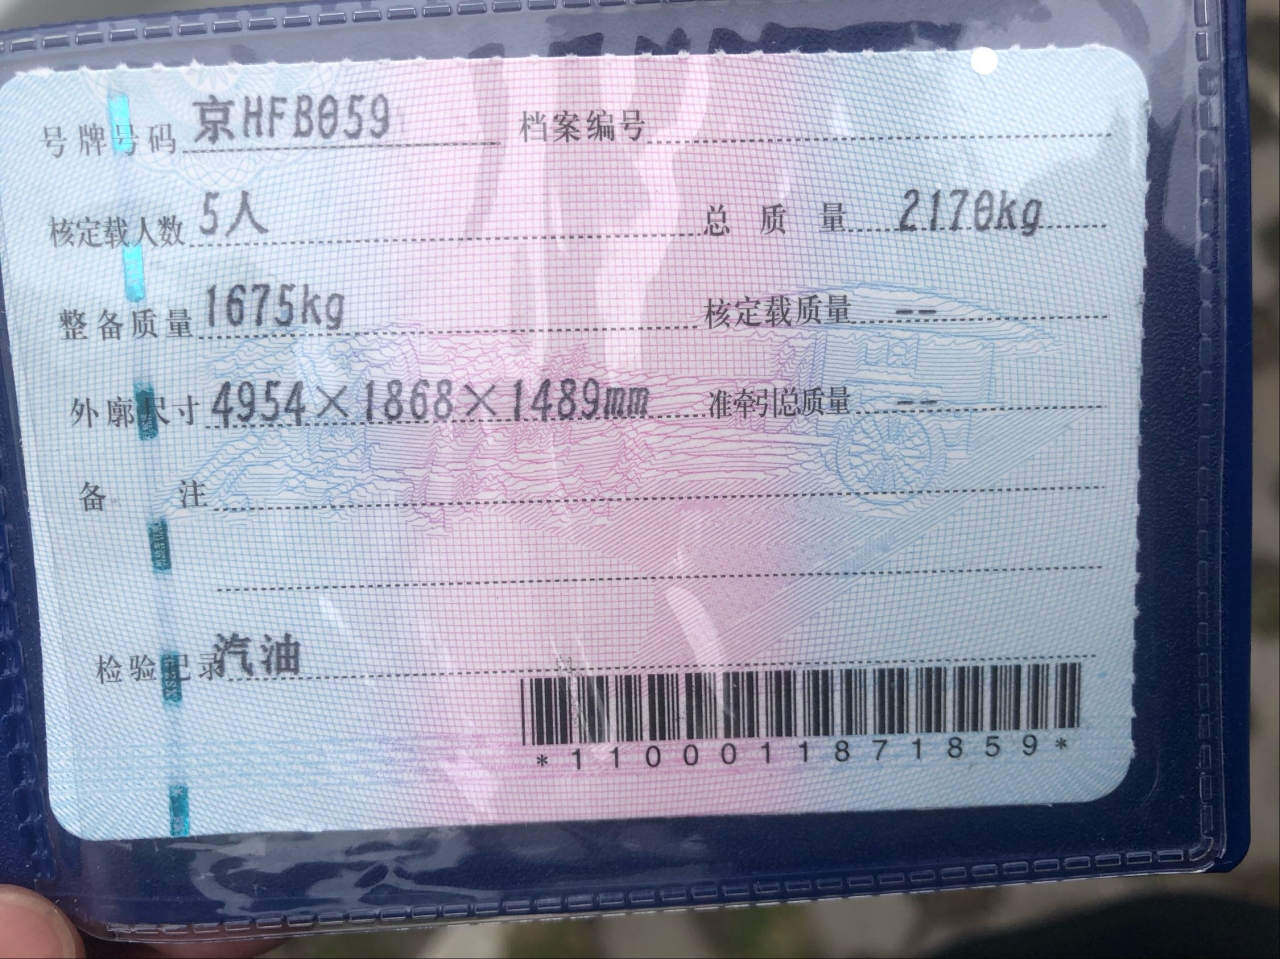 号牌号码 京HFB059 档案编号
核定载人数 5人 总质量 2170kg
整备质量 1675kg 核定载质量 --
外廓尺寸 4954×1868×1489mm 准牵引总质量 --
备注
检验记录 汽油
*1100011871859*